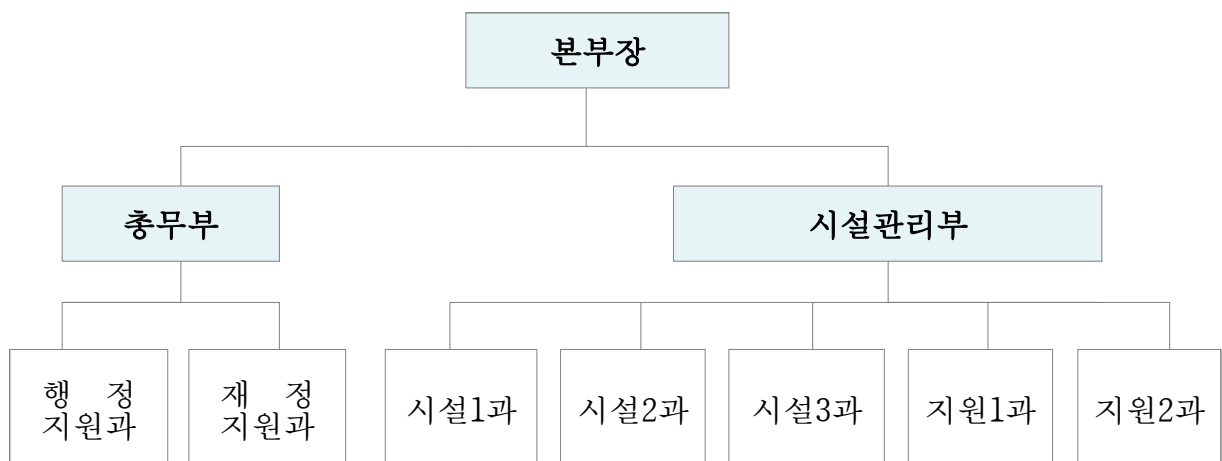 본부장
총무부
시설관리부
행 정
지원과
재 정
지원과
시설1과
시설2과
시설3과
지원1과
지원2과